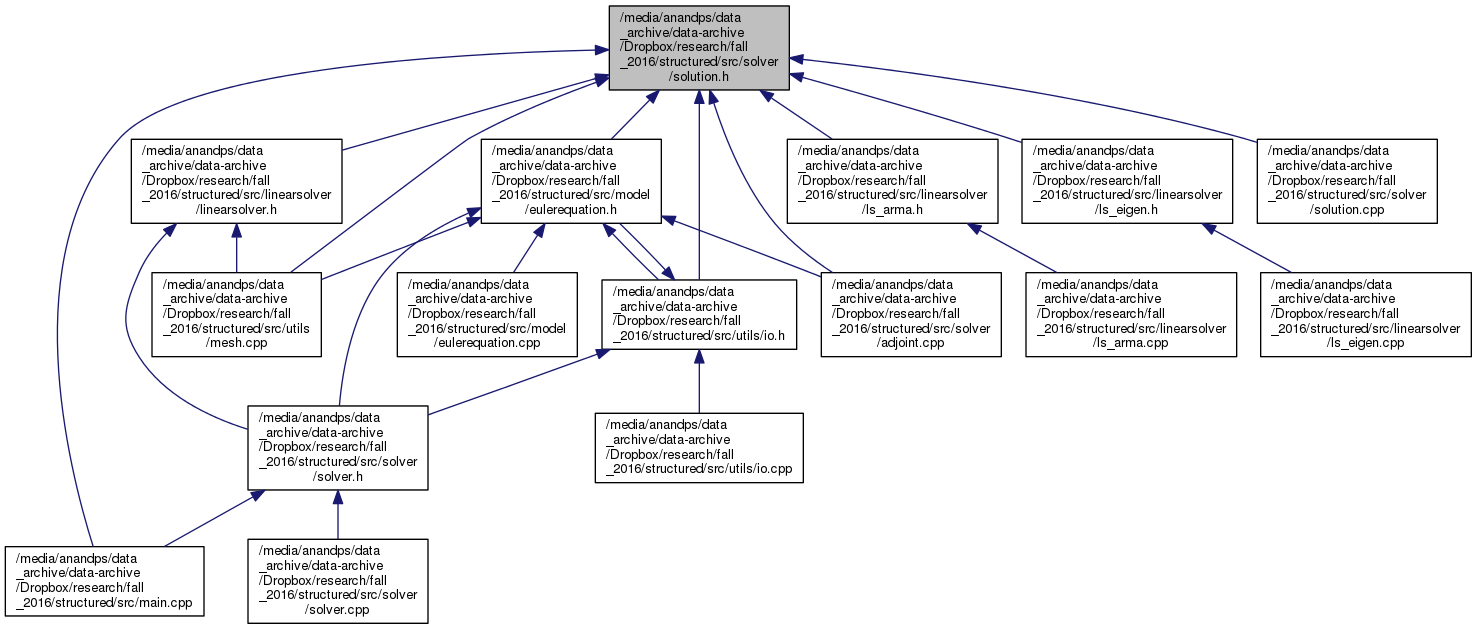 /media/anandps/data
_archive/data-archive
/Dropbox/research/fall
_2016/structured/src/solver
/solution.h
/media/anandps/data
_archive/data-archive
/Dropbox/research/fall
_2016/structured/src/linearsolver
/linearsolver.h
/media/anandps/data
_archive/data-archive
/Dropbox/research/fall
_2016/structured/src/model
/eulerequation.h
/media/anandps/data
_archive/data-archive
/Dropbox/research/fall
_2016/structured/src/linearsolver
/ls_arma.h
/media/anandps/data
_archive/data-archive
/Dropbox/research/fall
_2016/structured/src/linearsolver
/ls_eigen.h
/media/anandps/data
_archive/data-archive
/Dropbox/research/fall
_2016/structured/src/solver
/solution.cpp
/media/anandps/data
_archive/data-archive
/Dropbox/research/fall
_2016/structured/src/utils
/mesh.cpp
/media/anandps/data
_archive/data-archive
/Dropbox/research/fall
_2016/structured/src/model
/eulerequation.cpp
/media/anandps/data
_archive/data-archive
/Dropbox/research/fall
_2016/structured/src/utils/io.h
/media/anandps/data
_archive/data-archive
/Dropbox/research/fall
_2016/structured/src/solver
/adjoint.cpp
/media/anandps/data
_archive/data-archive
/Dropbox/research/fall
_2016/structured/src/linearsolver
/ls_arma.cpp
/media/anandps/data
_archive/data-archive
/Dropbox/research/fall
_2016/structured/src/linearsolver
/ls_eigen.cpp
/media/anandps/data
_archive/data-archive
/Dropbox/research/fall
_2016/structured/src/solver
/solver.h
/media/anandps/data
_archive/data-archive
/Dropbox/research/fall
_2016/structured/src/utils/io.cpp
/media/anandps/data
_archive/data-archive
/Dropbox/research/fall
_2016/structured/src/main.cpp
/media/anandps/data
_archive/data-archive
/Dropbox/research/fall
_2016/structured/src/solver
/solver.cpp